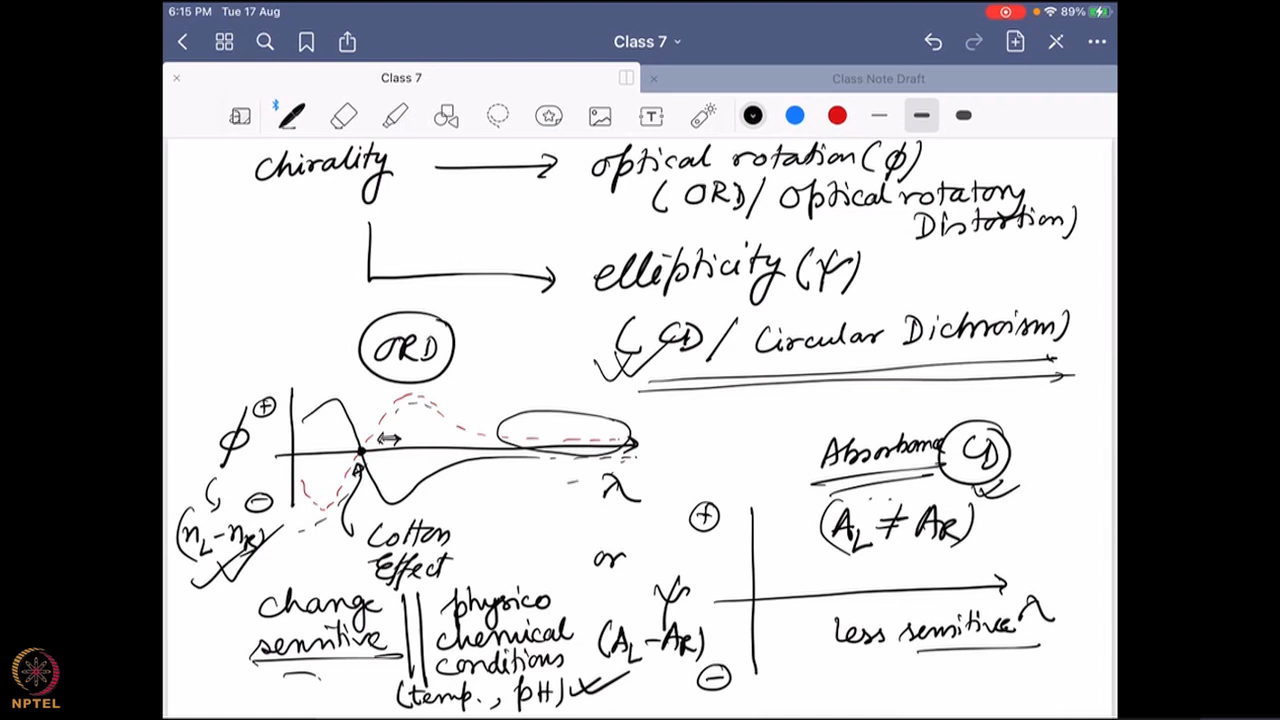 6:15 PM Tue 17 Aug
89%
Class 7
Class 7
Class Note Draft
chirality → optical rotation (ϕ)
( ORD / optical rotatory
Distortion)
ellipticity (ψ)
( CD / Circular Dichroism)
ORD
ϕ
+
−
λ
(nL - nR)
Cotton
Effect
change
sensitive
physico
chemical
conditions
(temp., pH)
or
Absorbance CD
(AL ≠ AR)
+
ψ
(AL - AR)
λ
less sensitive
−
NPTEL